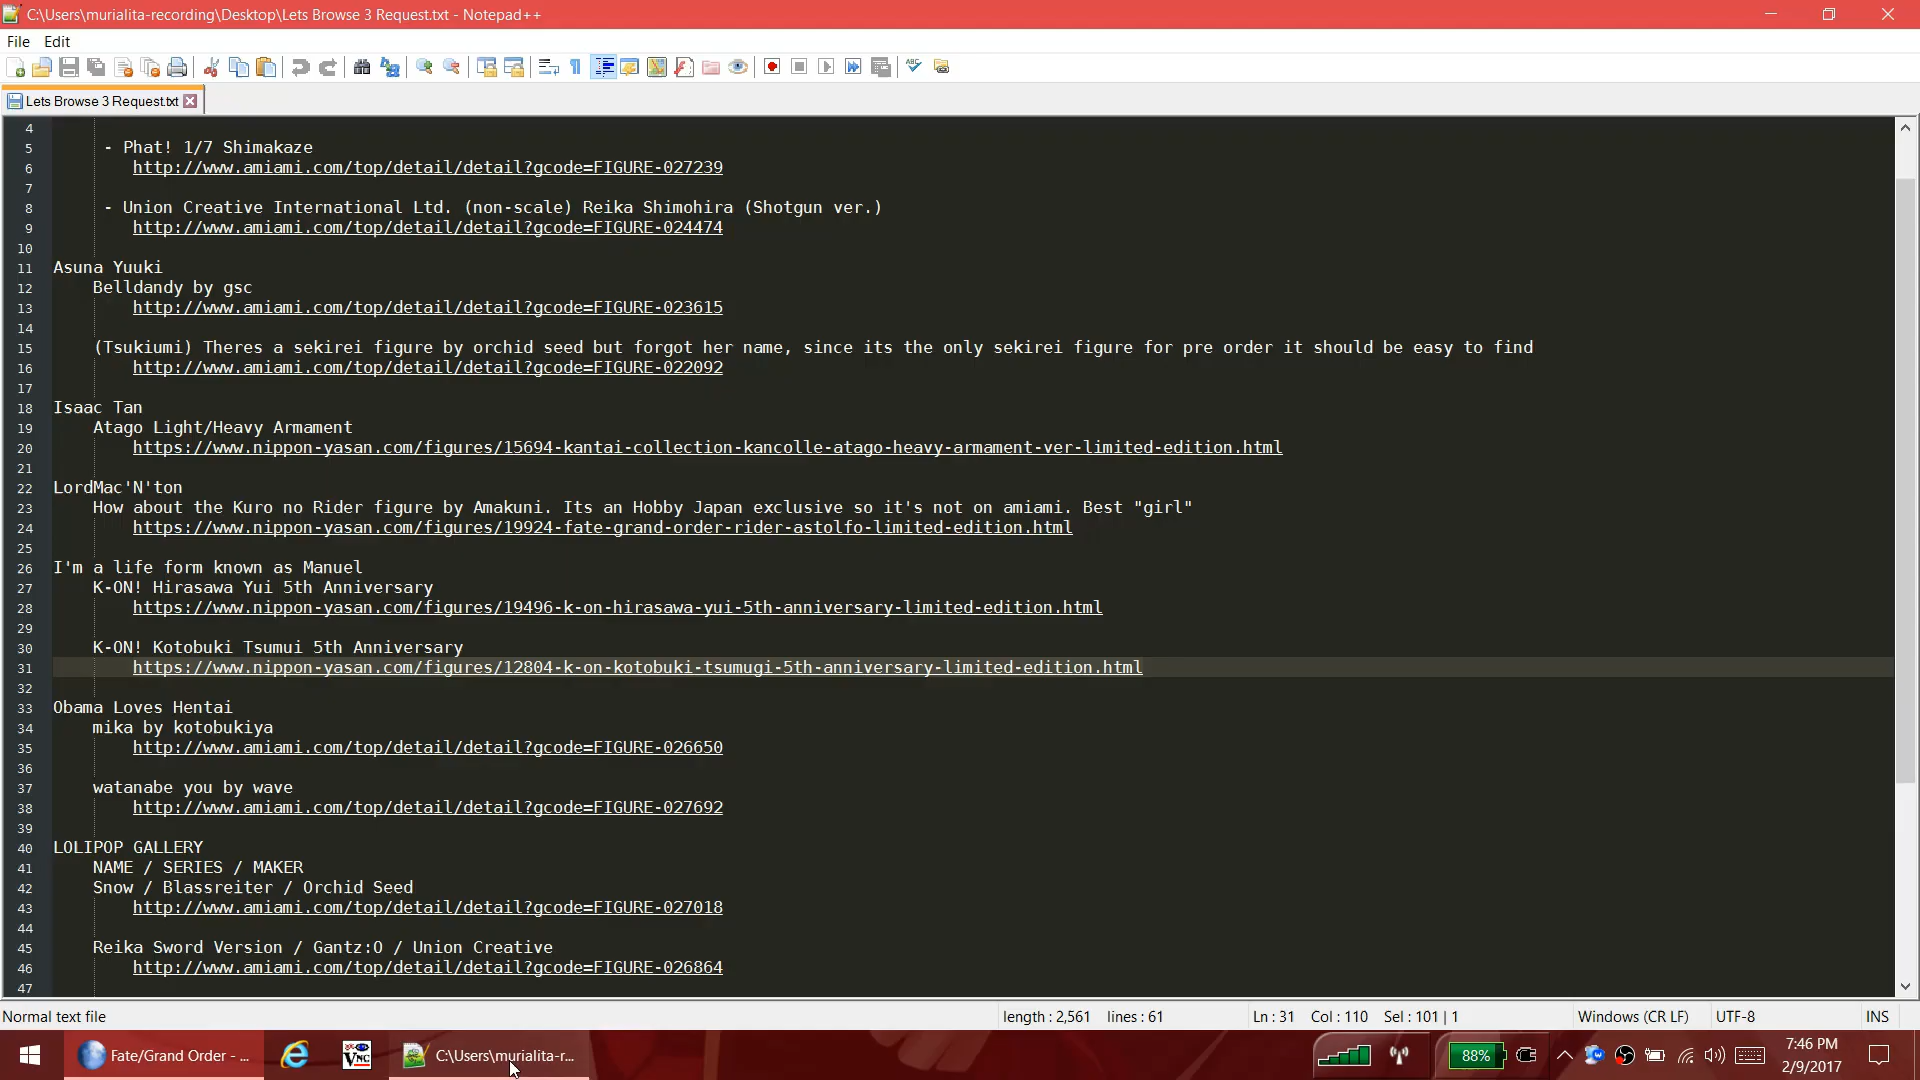 C:\Users\murialita-recording\Desktop\Lets Browse 3 Request.txt - Notepad++
File Edit
Lets Browse 3 Request.txt
4
5 - Phat! 1/7 Shimakaze
6 http://www.amiami.com/top/detail/detail?gcode=FIGURE-027239
7
8 - Union Creative International Ltd. (non-scale) Reika Shimohira (Shotgun ver.)
9 http://www.amiami.com/top/detail/detail?gcode=FIGURE-024474
10
11 Asuna Yuuki
12 Belldandy by gsc
13 http://www.amiami.com/top/detail/detail?gcode=FIGURE-023615
14
15 (Tsukiumi) Theres a sekirei figure by orchid seed but forgot her name, since its the only sekirei figure for pre order it should be easy to find
16 http://www.amiami.com/top/detail/detail?gcode=FIGURE-022092
17
18 Isaac Tan
19 Atago Light/Heavy Armament
20 https://www.nippon-yasan.com/figures/15694-kantai-collection-kancolle-atago-heavy-armament-ver-limited-edition.html
21
22 LordMac'N'ton
23 How about the Kuro no Rider figure by Amakuni. Its an Hobby Japan exclusive so it's not on amiami. Best "girl"
24 https://www.nippon-yasan.com/figures/19924-fate-grand-order-rider-astolfo-limited-edition.html
25
26 I'm a life form known as Manuel
27 K-ON! Hirasawa Yui 5th Anniversary
28 https://www.nippon-yasan.com/figures/19496-k-on-hirasawa-yui-5th-anniversary-limited-edition.html
29
30 K-ON! Kotobuki Tsumui 5th Anniversary
31 https://www.nippon-yasan.com/figures/12804-k-on-kotobuki-tsumugi-5th-anniversary-limited-edition.html
32
33 Obama Loves Hentai
34 mika by kotobukiya
35 http://www.amiami.com/top/detail/detail?gcode=FIGURE-026650
36
37 watanabe you by wave
38 http://www.amiami.com/top/detail/detail?gcode=FIGURE-027692
39
40 LOLIPOP GALLERY
41 NAME / SERIES / MAKER
42 Snow / Blassreiter / Orchid Seed
43 http://www.amiami.com/top/detail/detail?gcode=FIGURE-027018
44
45 Reika Sword Version / Gantz:O / Union Creative
46 http://www.amiami.com/top/detail/detail?gcode=FIGURE-026864
47
Normal text file length : 2,561 lines : 61 Ln : 31 Col : 110 Sel : 101 | 1 Windows (CR LF) UTF-8 INS
Fate/Grand Order - ... VNC C:\Users\murialita-r... 88% 7:46 PM
2/9/2017